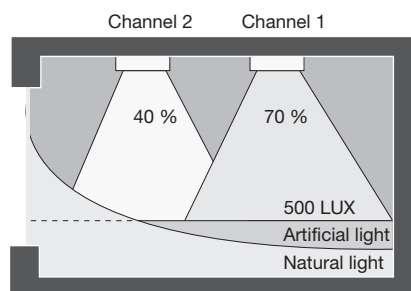 Channel 2 Channel 1
40 % 70 %
500 LUX
Artificial light
Natural light